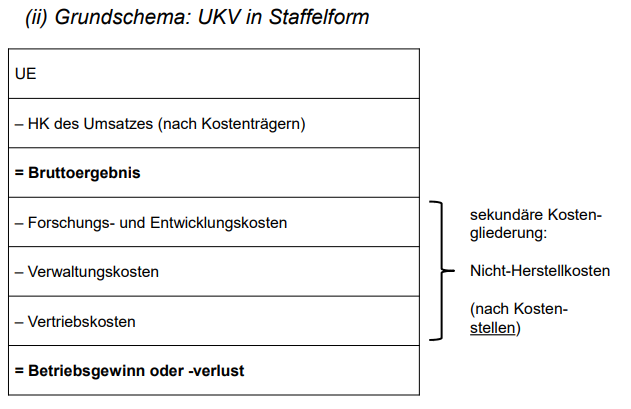 (ii) Grundschema: UKV in Staffelform
UE
– HK des Umsatzes (nach Kostenträgern)
= Bruttoergebnis
– Forschungs- und Entwicklungskosten
– Verwaltungskosten
– Vertriebskosten
= Betriebsgewinn oder -verlust
sekundäre Kosten-
gliederung:
Nicht-Herstellkosten
(nach Kosten-
stellen)